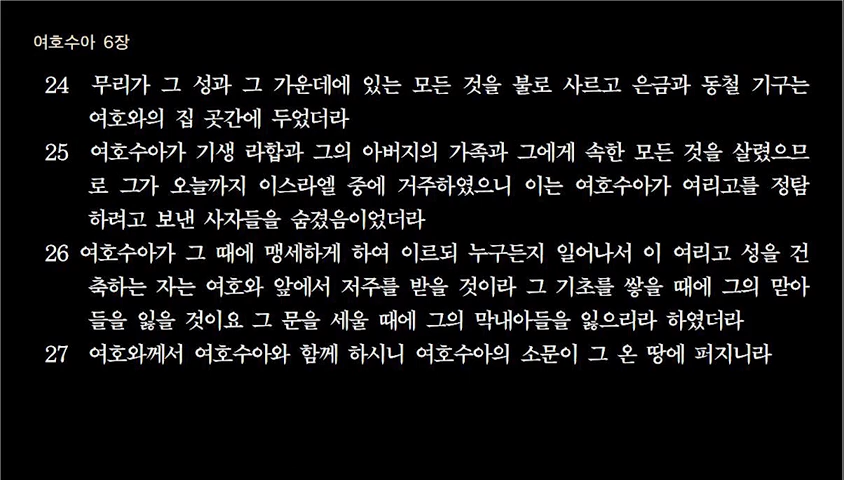 여호수아 6장
24 무리가 그 성과 그 가운데에 있는 모든 것을 불로 사르고 은금과 동철 기구는
여호와의 집 곳간에 두었더라
25 여호수아가 기생 라합과 그의 아버지의 가족과 그에게 속한 모든 것을 살렸으므
로 그가 오늘까지 이스라엘 중에 거주하였으니 이는 여호수아가 여리고를 정탐
하려고 보낸 사자들을 숨겼음이었더라
26 여호수아가 그 때에 맹세하게 하여 이르되 누구든지 일어나서 이 여리고 성을 건
축하는 자는 여호와 앞에서 저주를 받을 것이라 그 기초를 쌓을 때에 그의 맏아
들을 잃을 것이요 그 문을 세울 때에 그의 막내아들을 잃으리라 하였더라
27 여호와께서 여호수아와 함께 하시니 여호수아의 소문이 그 온 땅에 퍼지니라